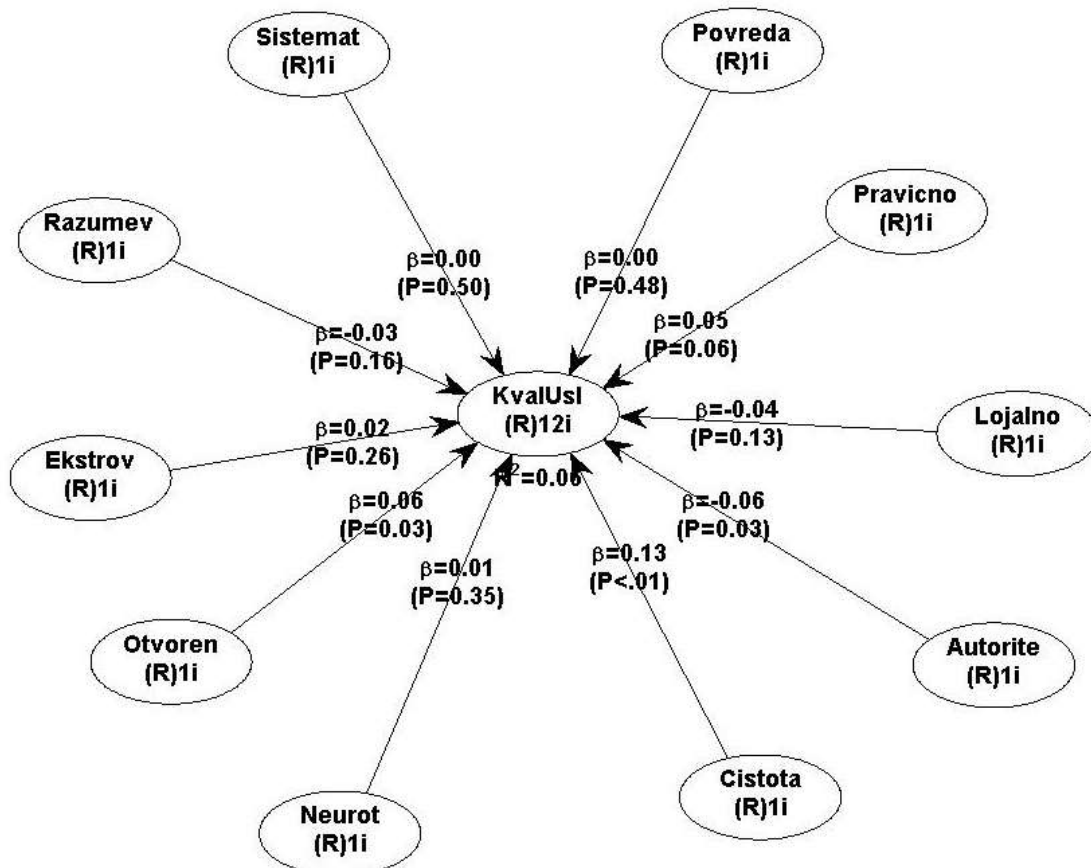 Sistemat
(R)1i
Povreda
(R)1i
Razumev
(R)1i
Pravicno
(R)1i
β=0.00
(P=0.50)
β=0.00
(P=0.48)
β=-0.03
(P=0.16)
β=0.05
(P=0.06)
KvalUsl
(R)12i
β=-0.04
(P=0.13)
Lojalno
(R)1i
Ekstrov
(R)1i
β=0.02
(P=0.26)
R²=0.06
β=0.06
(P=0.03)
β=-0.06
(P=0.03)
β=0.01
(P=0.35)
β=0.13
(P<.01)
Otvoren
(R)1i
Autorite
(R)1i
Neurot
(R)1i
Cistota
(R)1i